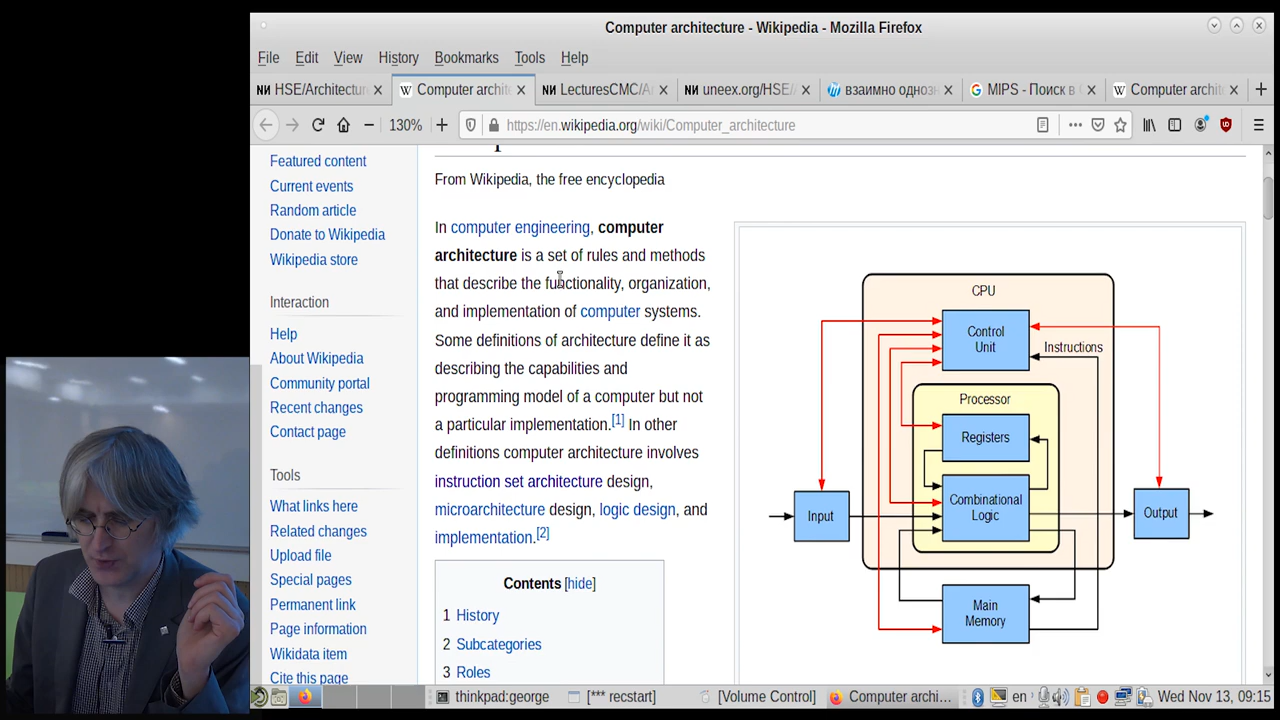 Computer architecture - Wikipedia - Mozilla Firefox
File Edit View History Bookmarks Tools Help
HSE/Architectur Computer archite LecturesCMC/A uneex.org/HSE/ взаимно одноз MIPS - Поиск в Computer archite
130% https://en.wikipedia.org/wiki/Computer_architecture
Featured content
Current events
Random article
Donate to Wikipedia
Wikipedia store
Interaction
Help
About Wikipedia
Community portal
Recent changes
Contact page
Tools
What links here
Related changes
Upload file
Special pages
Permanent link
Page information
Wikidata item
Cite this page
From Wikipedia, the free encyclopedia
In computer engineering, computer
architecture is a set of rules and methods
that describe the functionality, organization,
and implementation of computer systems.
Some definitions of architecture define it as
describing the capabilities and
programming model of a computer but not
a particular implementation.[1] In other
definitions computer architecture involves
instruction set architecture design,
microarchitecture design, logic design, and
implementation.[2]
Contents [hide]
1 History
2 Subcategories
3 Roles
CPU
Control
Unit
Instructions
Processor
Registers
Combinational
Logic
Input
Output
Main
Memory
thinkpad:george [*** recstart] [Volume Control] Computer archi... en Wed Nov 13, 09:15